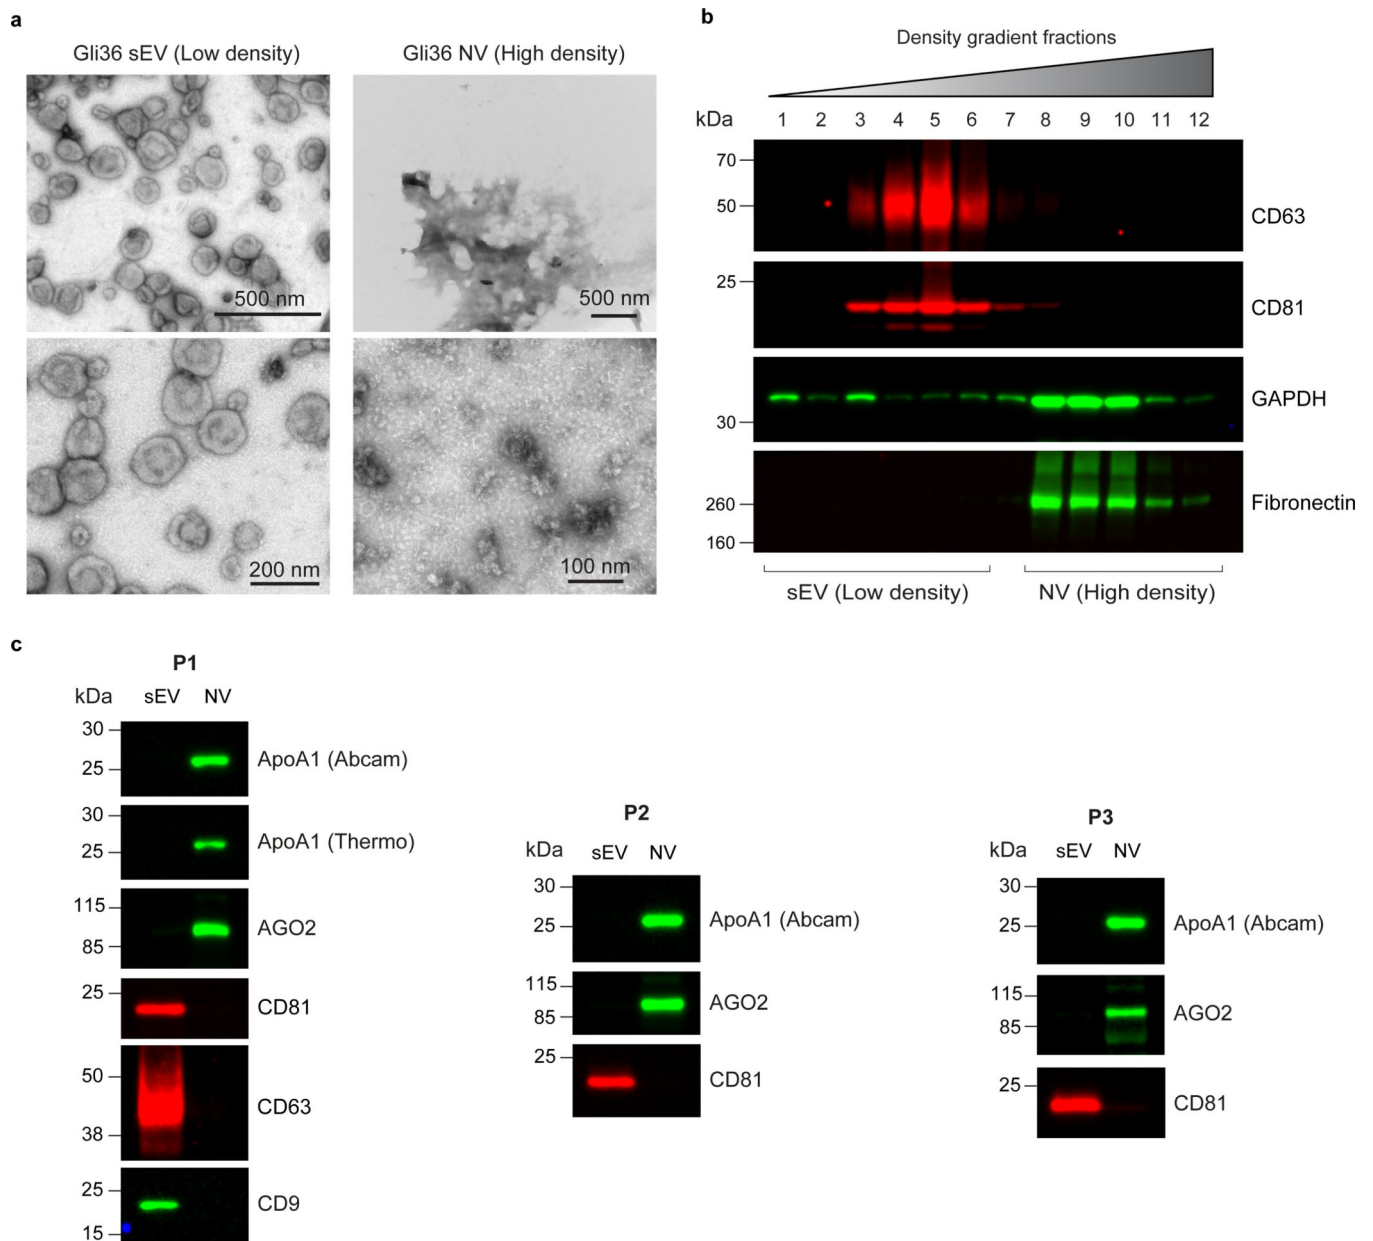 a
Gli36 sEV (Low density)
Gli36 NV (High density)
500 nm
500 nm
200 nm
100 nm
b
Density gradient fractions
kDa 1 2 3 4 5 6 7 8 9 10 11 12
70
50
CD63
25
CD81
30
GAPDH
260
160
Fibronectin
sEV (Low density)
NV (High density)
c
P1
kDa sEV NV
30
25
ApoA1 (Abcam)
30
25
ApoA1 (Thermo)
115
85
AGO2
25
CD81
50
38
CD63
25
15
CD9
P2
kDa sEV NV
30
25
ApoA1 (Abcam)
115
85
AGO2
25
CD81
P3
kDa sEV NV
30
25
ApoA1 (Abcam)
115
85
AGO2
25
CD81